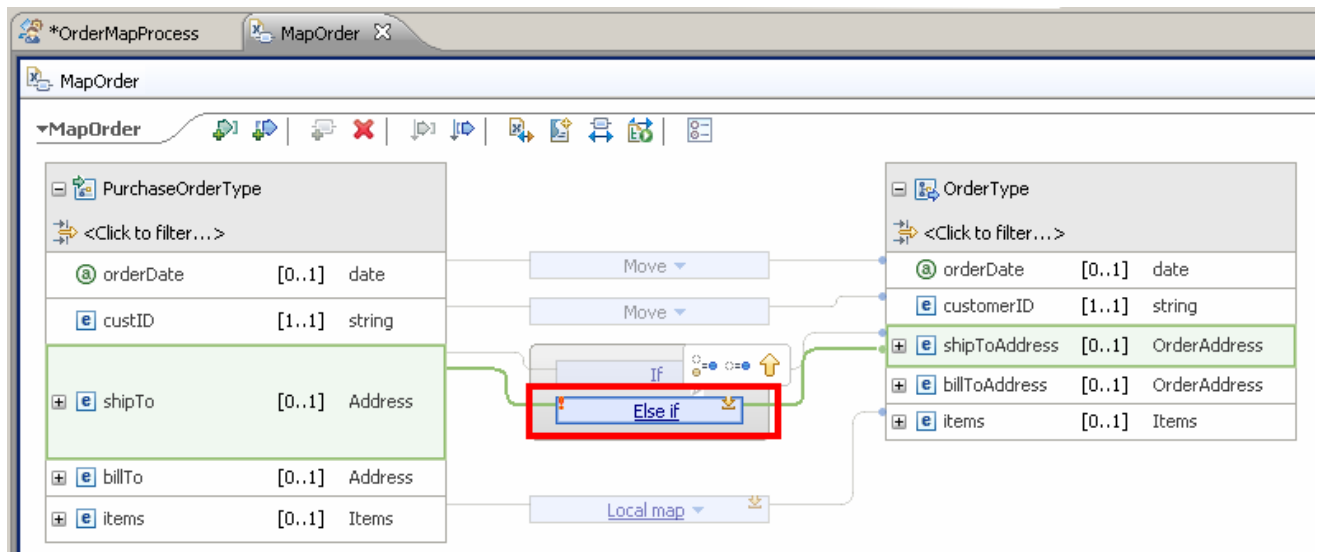 *OrderMapProcess MapOrder
MapOrder
MapOrder
PurchaseOrderType
<Click to filter...>
orderDate [0..1] date
custID [1..1] string
shipTo [0..1] Address
billTo [0..1] Address
items [0..1] Items
Move
Move
If
Else if
Local map
OrderType
<Click to filter...>
orderDate [0..1] date
customerID [1..1] string
shipToAddress [0..1] OrderAddress
billToAddress [0..1] OrderAddress
items [0..1] Items